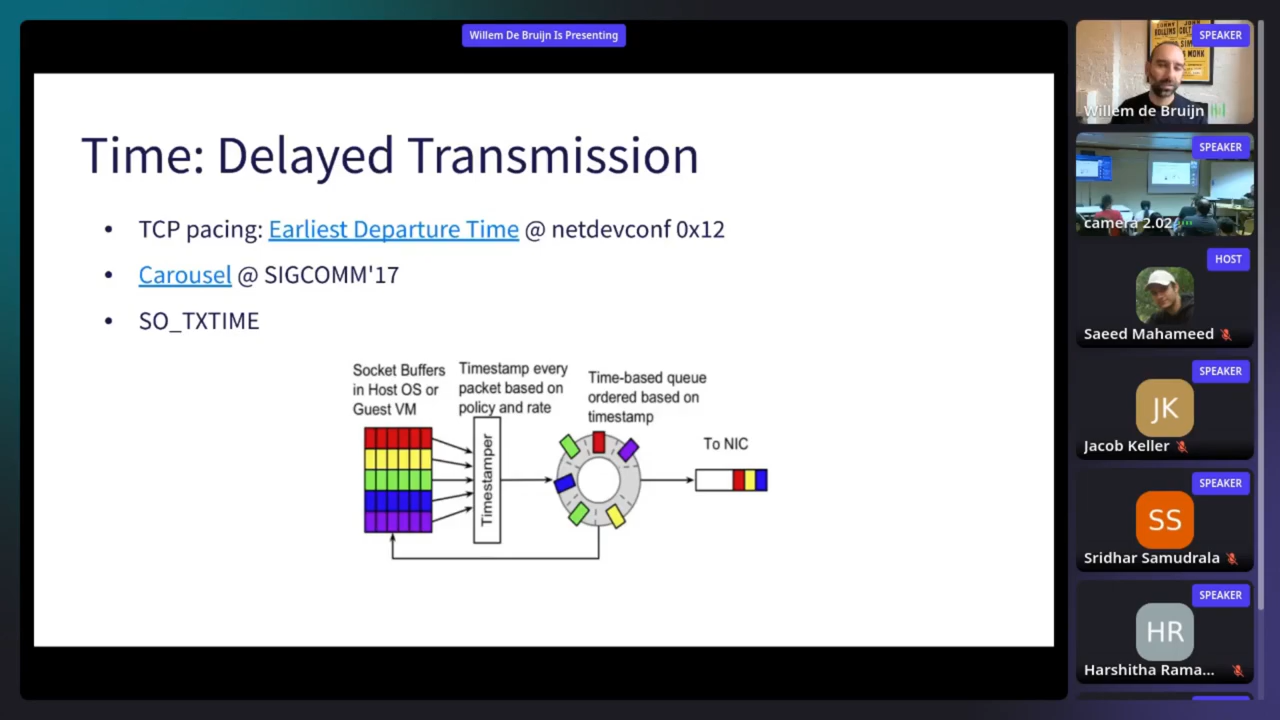 Willem De Bruijn Is Presenting
Time: Delayed Transmission
• TCP pacing: Earliest Departure Time @ netdevconf 0x12
• Carousel @ SIGCOMM'17
• SO_TXTIME
Socket Buffers
in Host OS or
Guest VM
Timestamp every
packet based on
policy and rate
Time-based queue
ordered based on
timestamp
To NIC
Timestamper
SPEAKER
Willem de Bruijn
SPEAKER
camera 2.02
HOST
Saeed Mahameed
SPEAKER
JK
Jacob Keller
SPEAKER
SS
Sridhar Samudrala
SPEAKER
HR
Harshitha Rama...